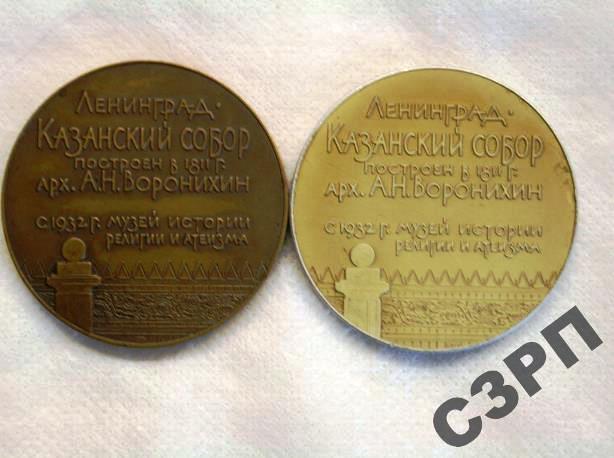 Ленинград·
Казанский собор
построен в 1811 г.
арх. А.Н. Воронихин
с 1932 г. музей истории
религии и атеизма
Ленинград·
Казанский собор
построен в 1811 г.
арх. А.Н. Воронихин
с 1932 г. музей истории
религии и атеизма
СЗРП